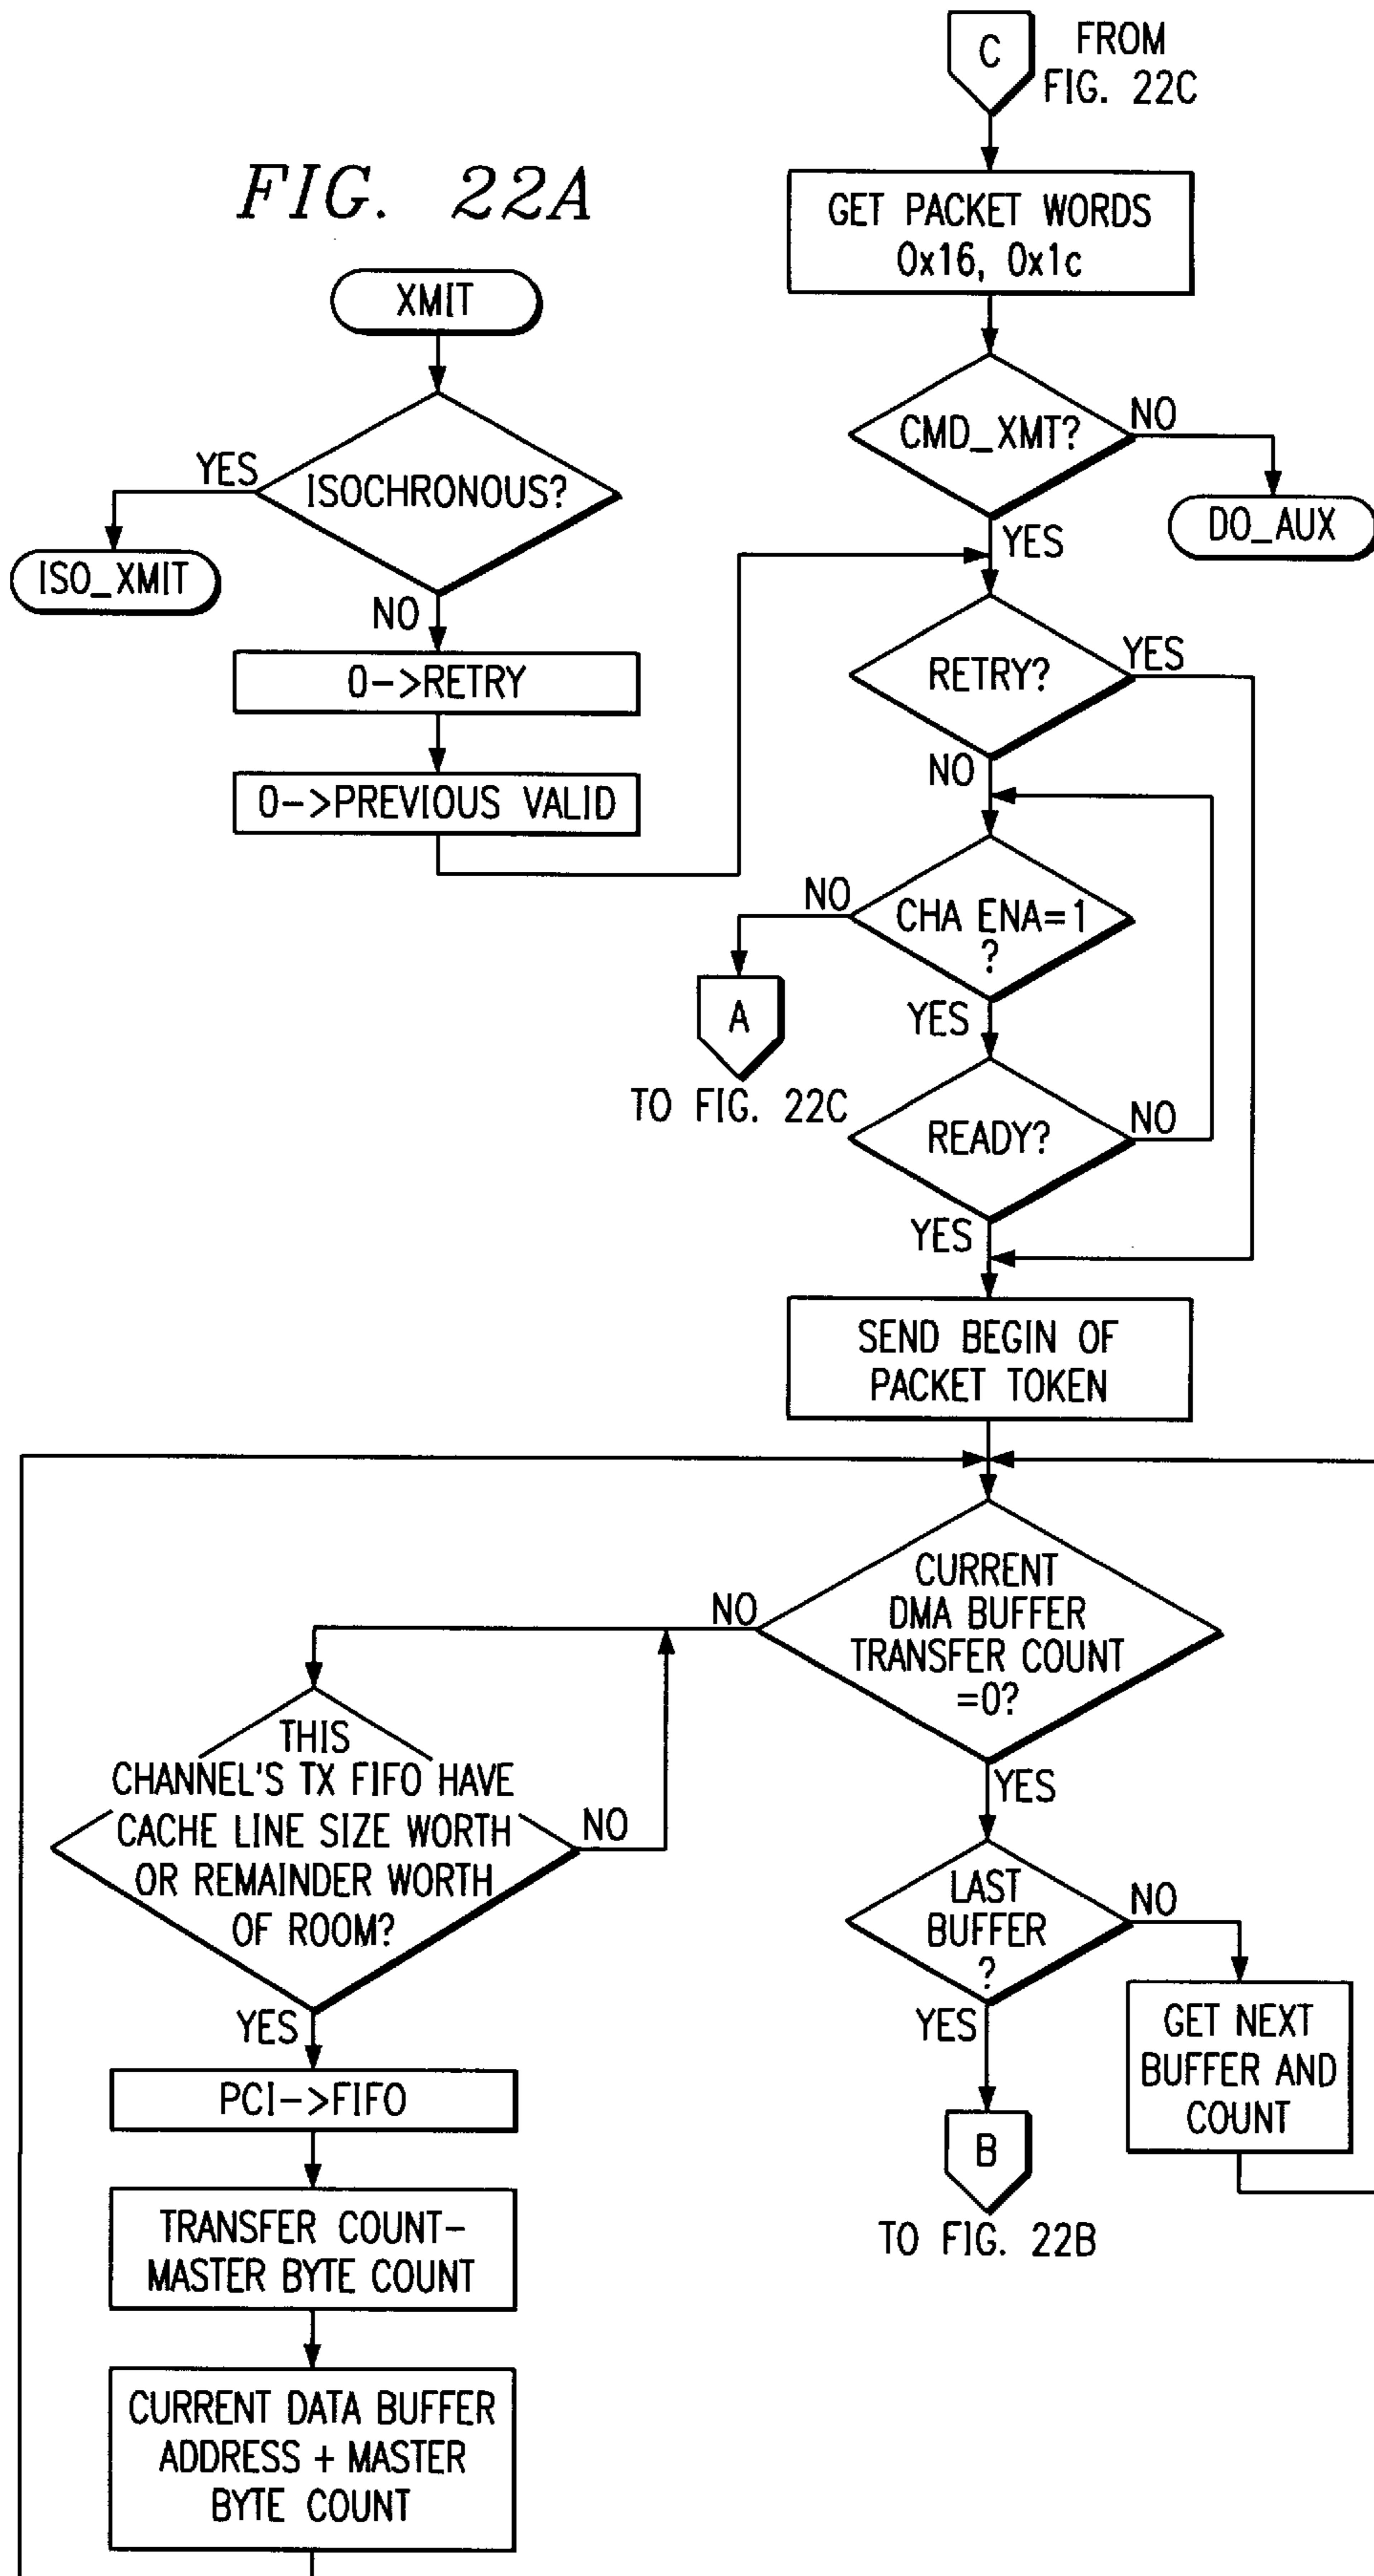 FIG. 22A
XMIT
ISOCHRONOUS?
YES
ISO_XMIT
NO
0->RETRY
0->PREVIOUS VALID
C
FROM
FIG. 22C
GET PACKET WORDS
0x16, 0x1c
CMD_XMT?
NO
DO_AUX
YES
RETRY?
YES
NO
CHA ENA=1
?
NO
A
TO FIG. 22C
YES
READY?
NO
YES
SEND BEGIN OF
PACKET TOKEN
CURRENT
DMA BUFFER
TRANSFER COUNT
=0?
NO
THIS
CHANNEL'S TX FIFO HAVE
CACHE LINE SIZE WORTH
OR REMAINDER WORTH
OF ROOM?
NO
YES
PCI->FIFO
TRANSFER COUNT-
MASTER BYTE COUNT
CURRENT DATA BUFFER
ADDRESS + MASTER
BYTE COUNT
YES
LAST
BUFFER
?
NO
GET NEXT
BUFFER AND
COUNT
YES
B
TO FIG. 22B